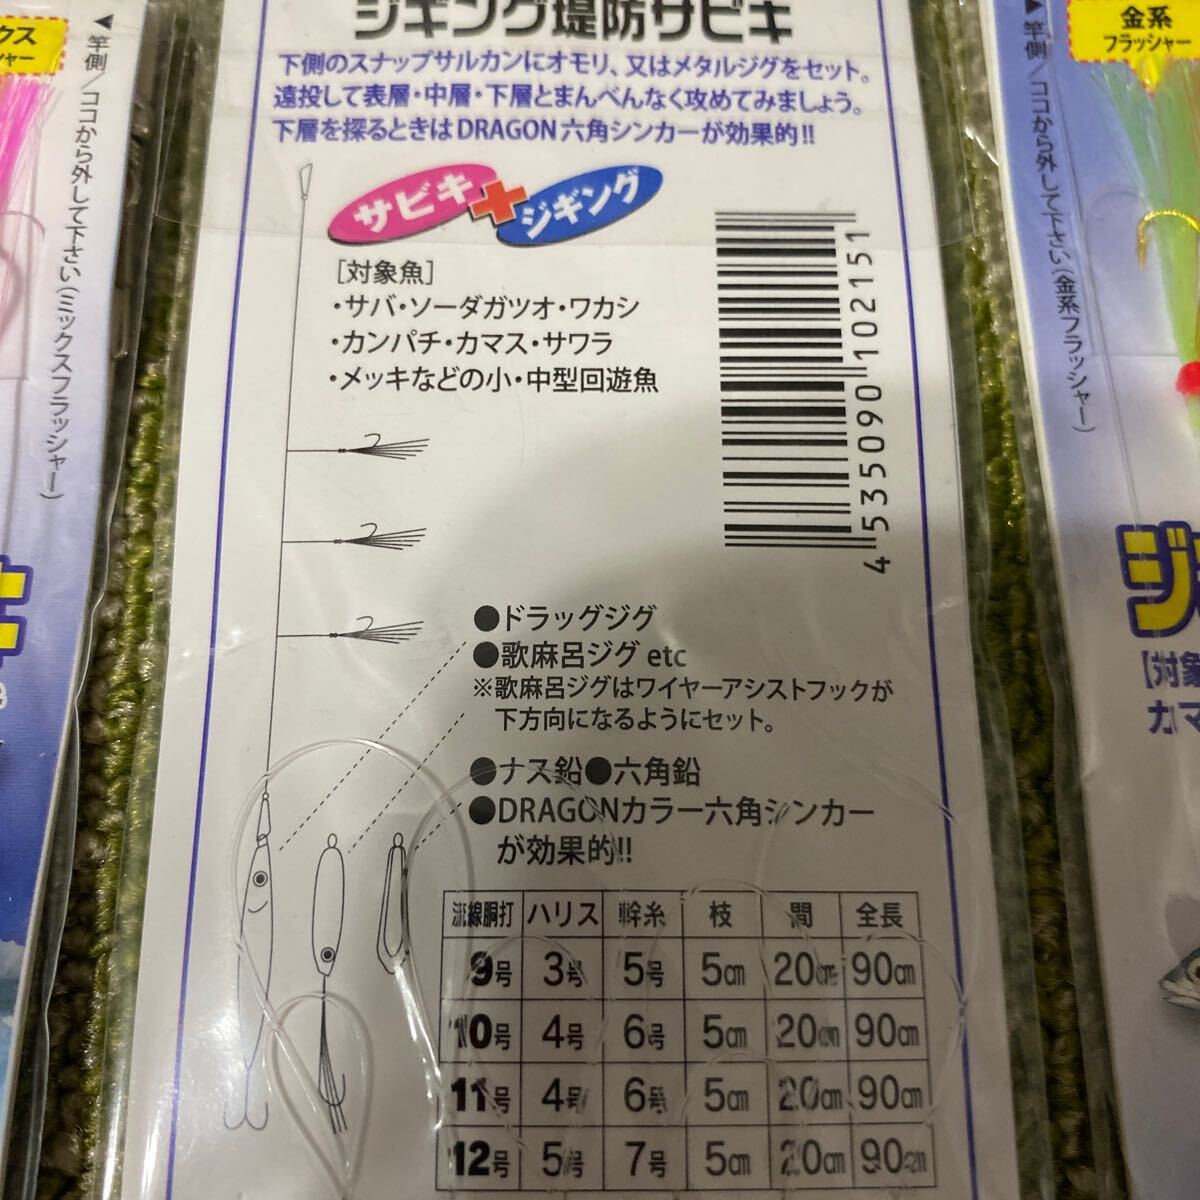 ジギング堤防サビキ
下側のスナップサルカンにオモリ、又はメタルジグをセット。
遠投して表層・中層・下層とまんべんなく攻めてみましょう。
下層を探るときはDRAGON六角シンカーが効果的!!
サビキ+ジギング
[対象魚]
・サバ・ソーダガツオ・ワカシ
・カンパチ・カマス・サワラ
・メッキなどの小・中型回遊魚
4 535090 102151
●ドラッグジグ
●歌麻呂ジグ etc
※歌麻呂ジグはワイヤーアシストフックが
下方向になるようにセット。
●ナス鉛●六角鉛
●DRAGONカラー六角シンカー
が効果的!!
流線胴打 ハリス 幹糸 枝 間 全長
9号 3号 5号 5cm 20cm 90cm
10号 4号 6号 5cm 20cm 90cm
11号 4号 6号 5cm 20cm 90cm
12号 5号 7号 5cm 20cm 90cm
クス
シャー
◀竿側/ココから外して下さい(ミックスフラッシャー)
金系
フラッシャー
◀竿側/ココから外して下さい(金系フラッシャー)
ジ
【対象
カマ